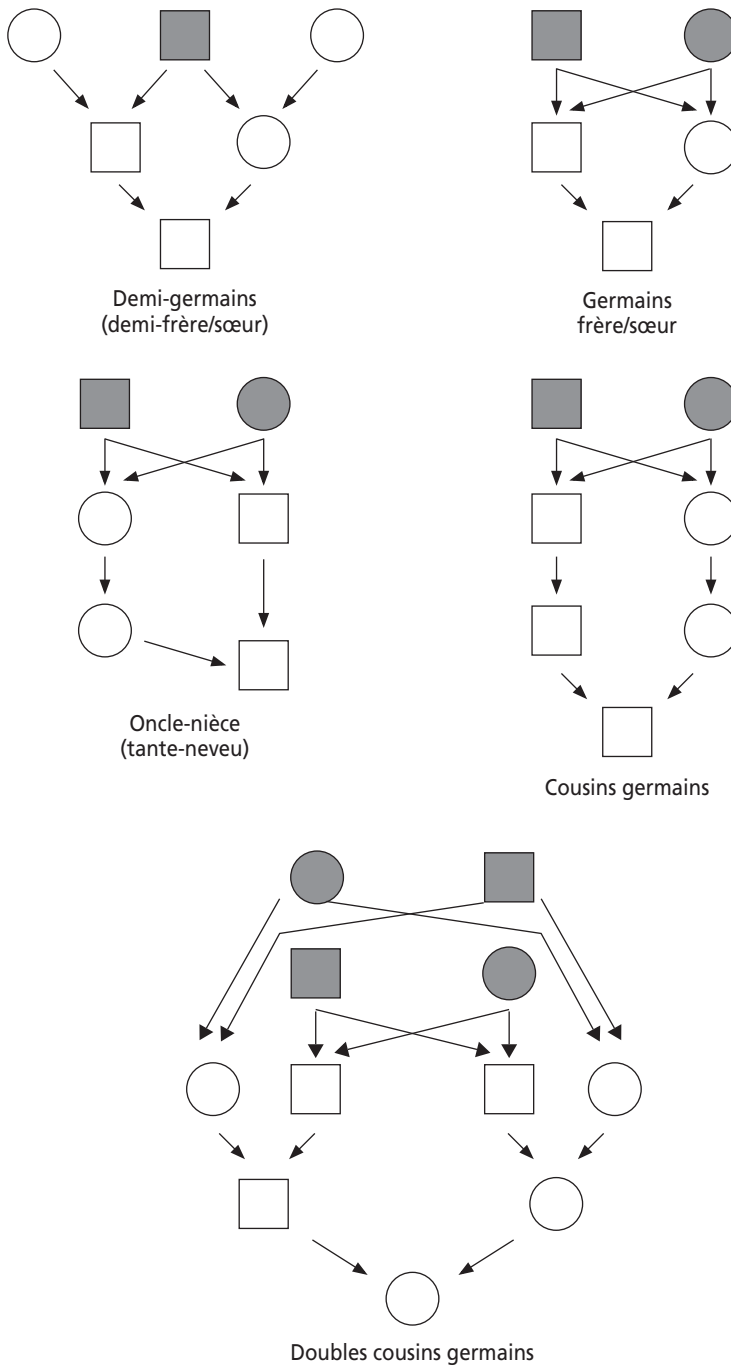 Demi-germains
(demi-frère/sœur)
Germains
frère/sœur
Oncle-nièce
(tante-neveu)
Cousins germains
Doubles cousins germains